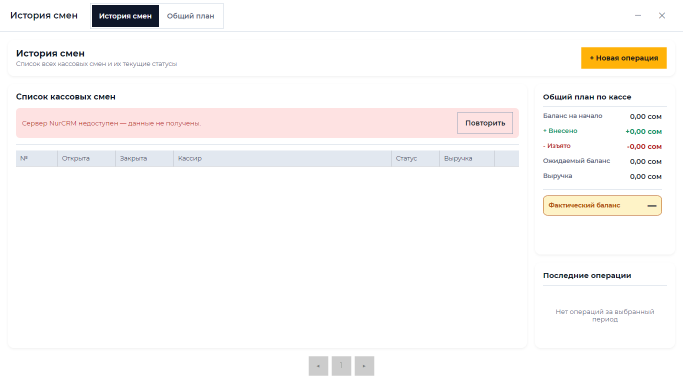 История смен
История смен
Общий план
История смен
Список всех кассовых смен и их текущие статусы
+ Новая операция
Список кассовых смен
Сервер NurCRM недоступен — данные не получены.
Повторить
№ Открыта Закрыта Кассир Статус Выручка
Общий план по кассе
Баланс на начало 0,00 сом
+ Внесено +0,00 сом
- Изъято -0,00 сом
Ожидаемый баланс 0,00 сом
Выручка 0,00 сом
Фактический баланс —
Последние операции
Нет операций за выбранный
период.
1